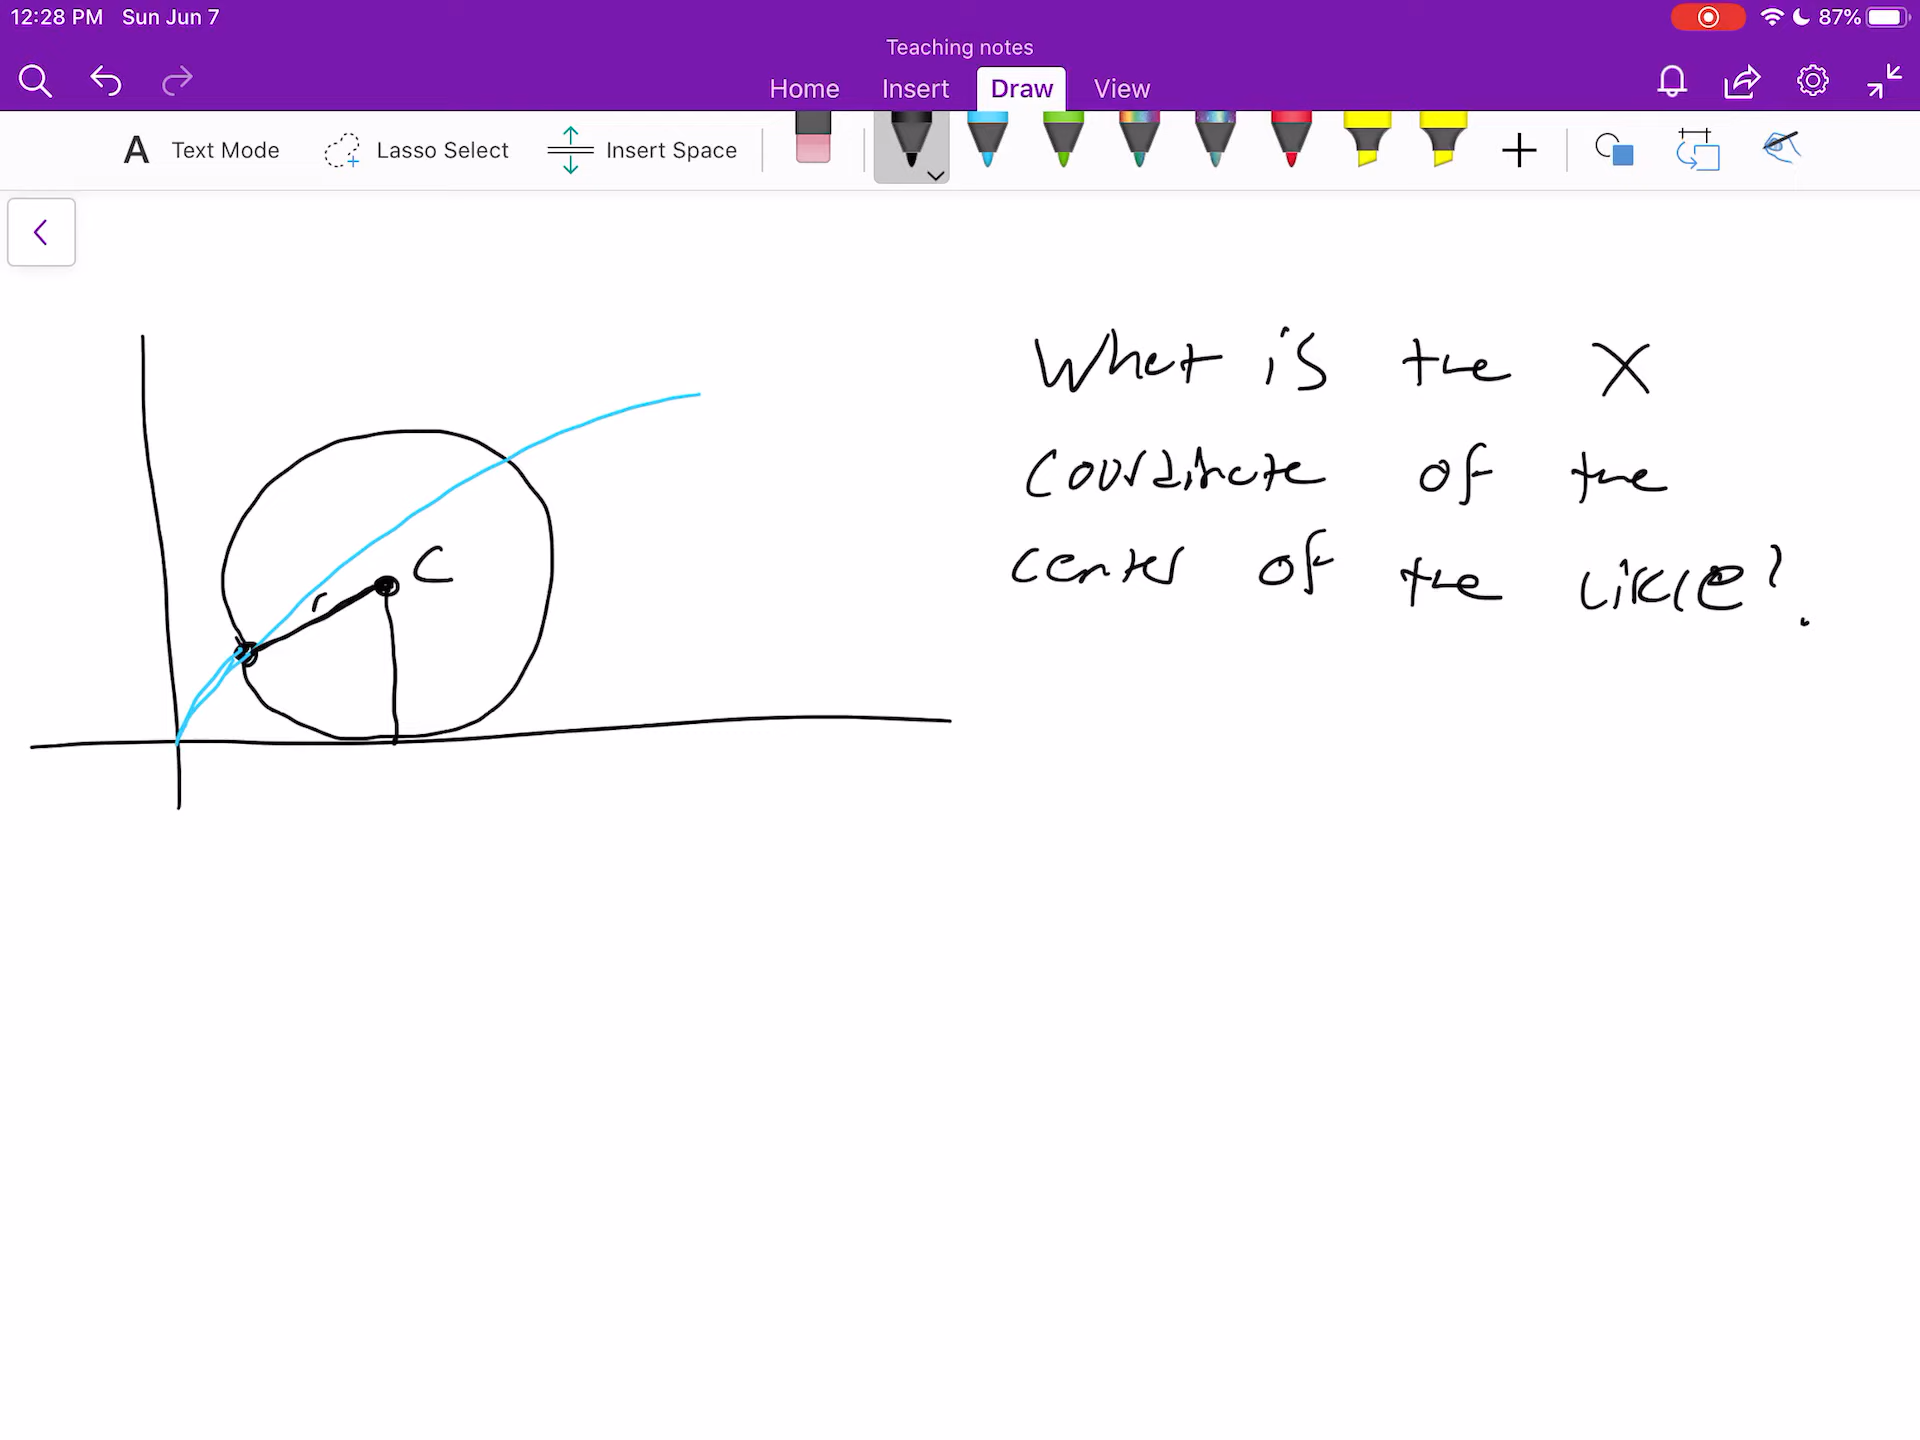 12:28 PM Sun Jun 7
87%
Teaching notes
Home Insert Draw View
A Text Mode Lasso Select Insert Space
What is the X
coordinate of the
center of the circle?
C
r